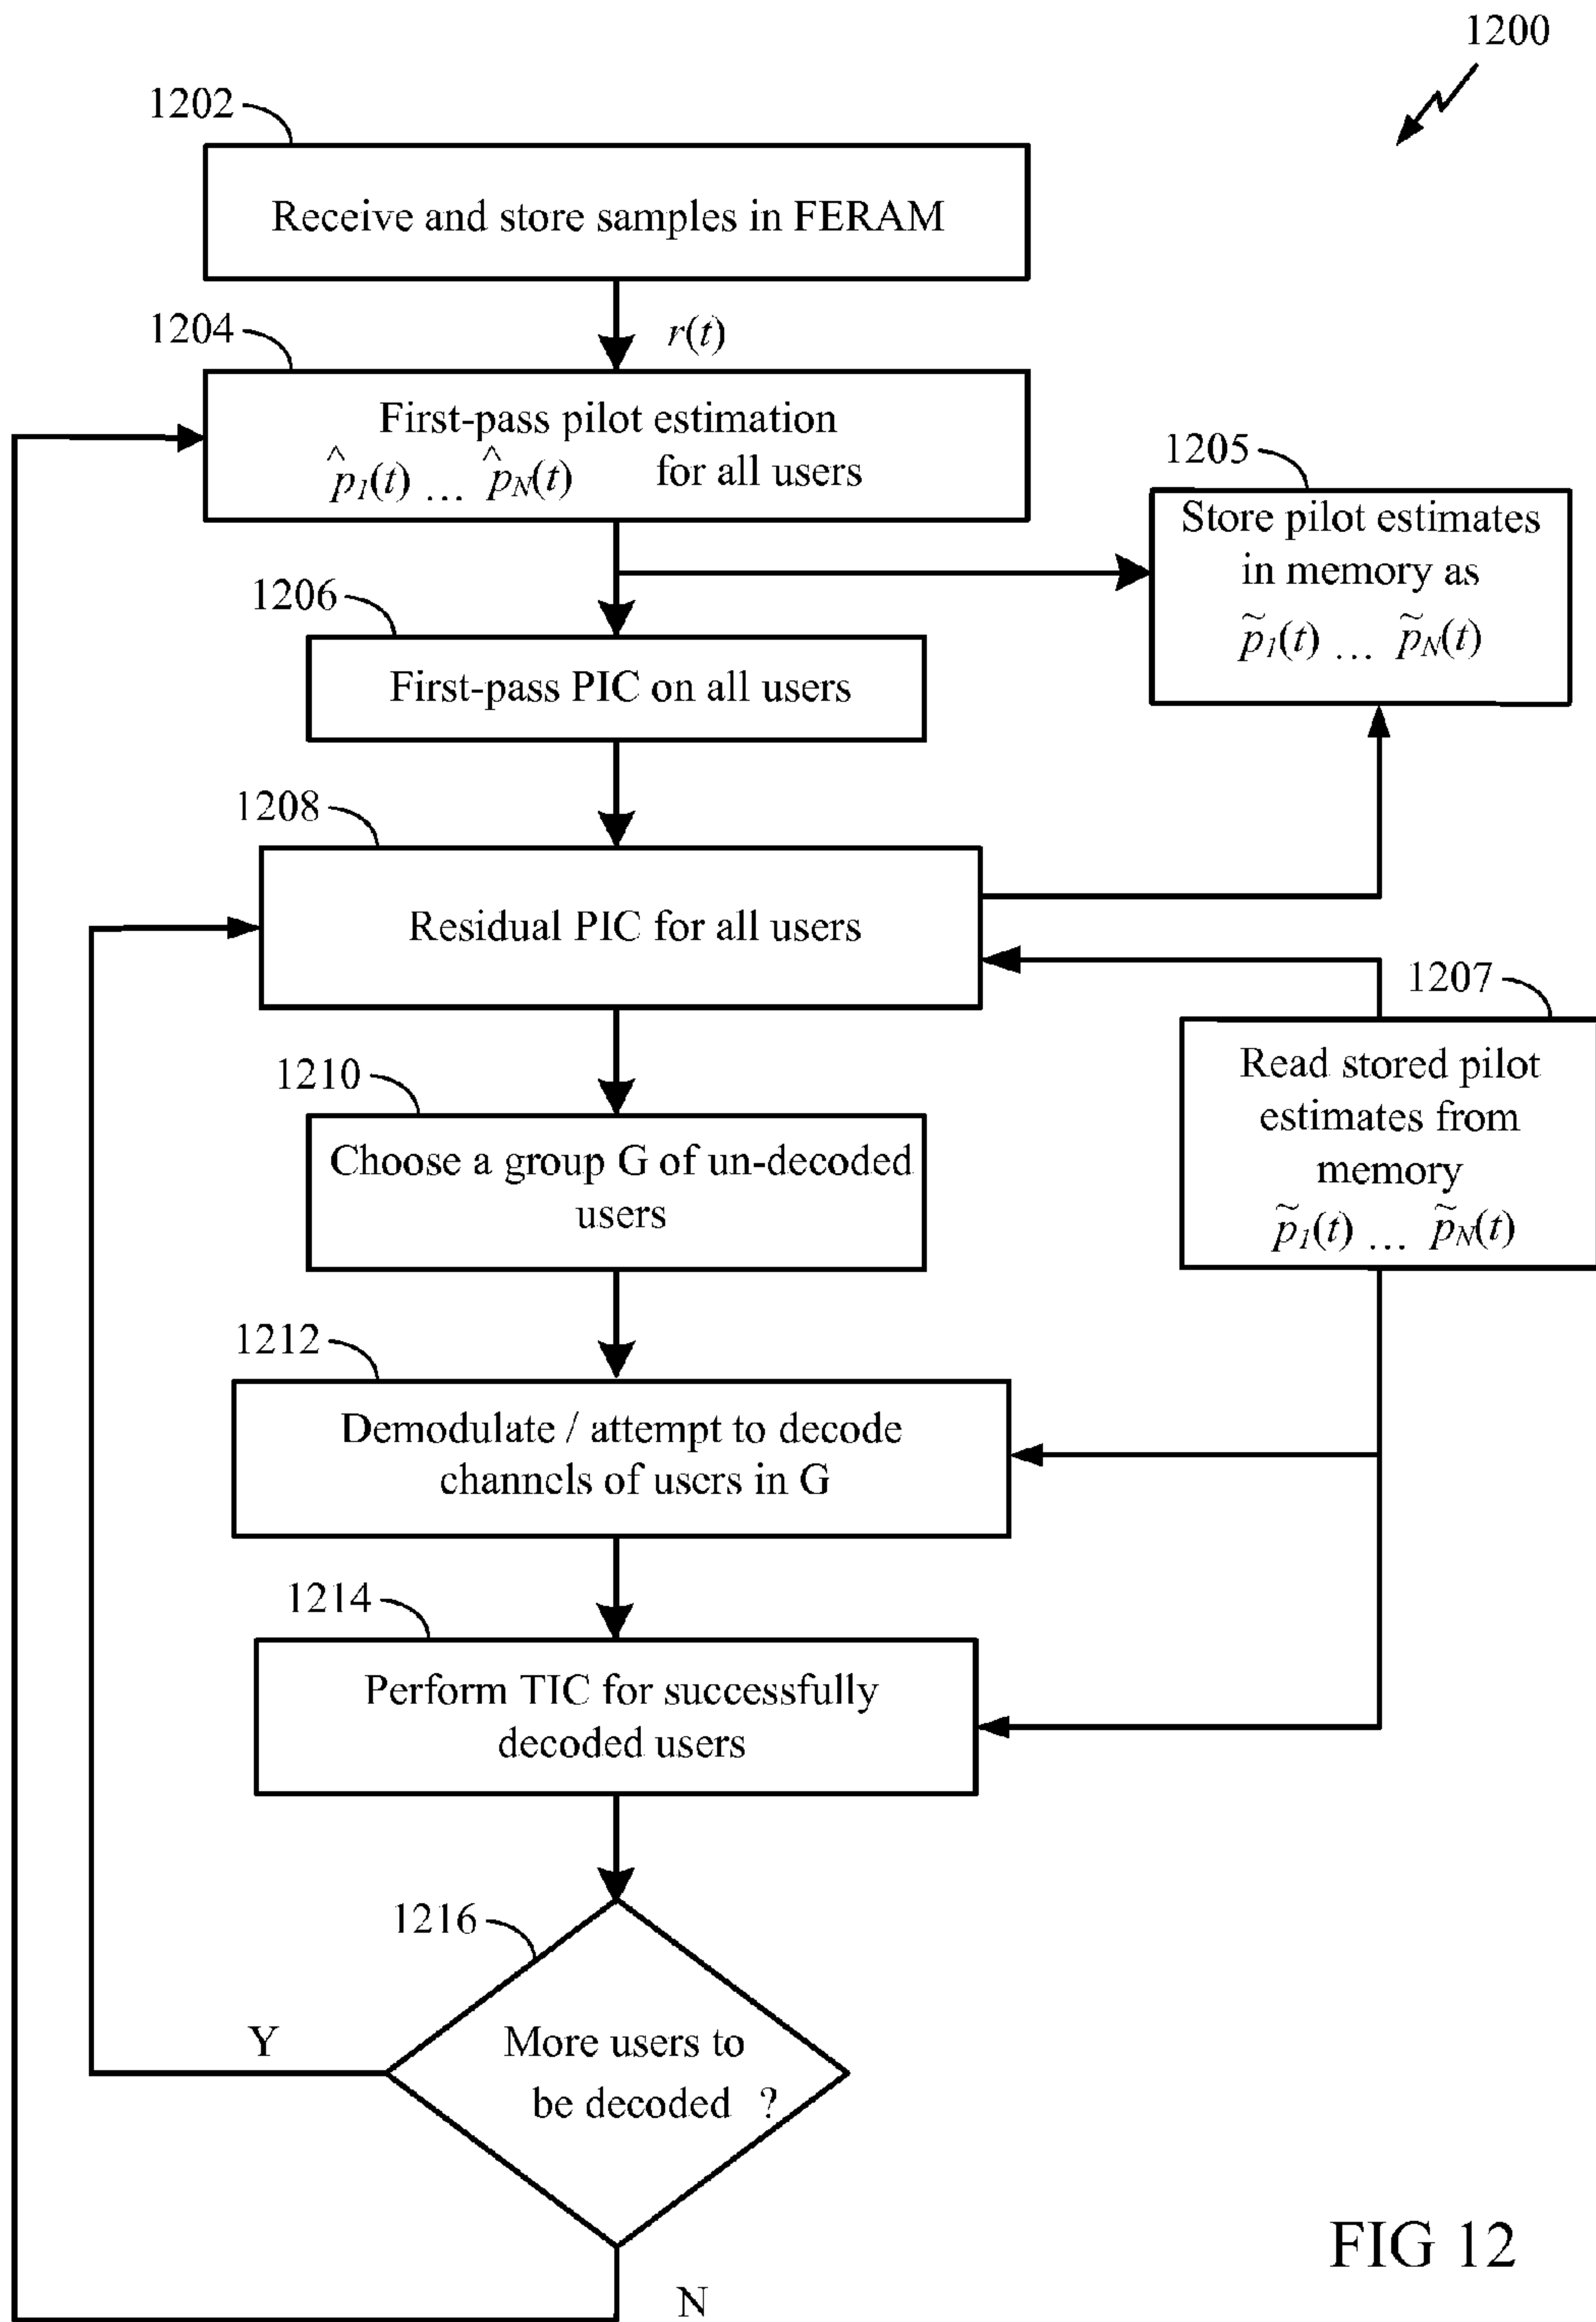 1200
1202
Receive and store samples in FERAM
r(t)
1204
First-pass pilot estimation
p̂1(t) ... p̂N(t) for all users
1205
Store pilot estimates
in memory as
p̃1(t) ... p̃N(t)
1206
First-pass PIC on all users
1208
Residual PIC for all users
1207
Read stored pilot
estimates from
memory
p̃1(t) ... p̃N(t)
1210
Choose a group G of un-decoded
users
1212
Demodulate / attempt to decode
channels of users in G
1214
Perform TIC for successfully
decoded users
1216
More users to
be decoded ?
Y
N
FIG 12